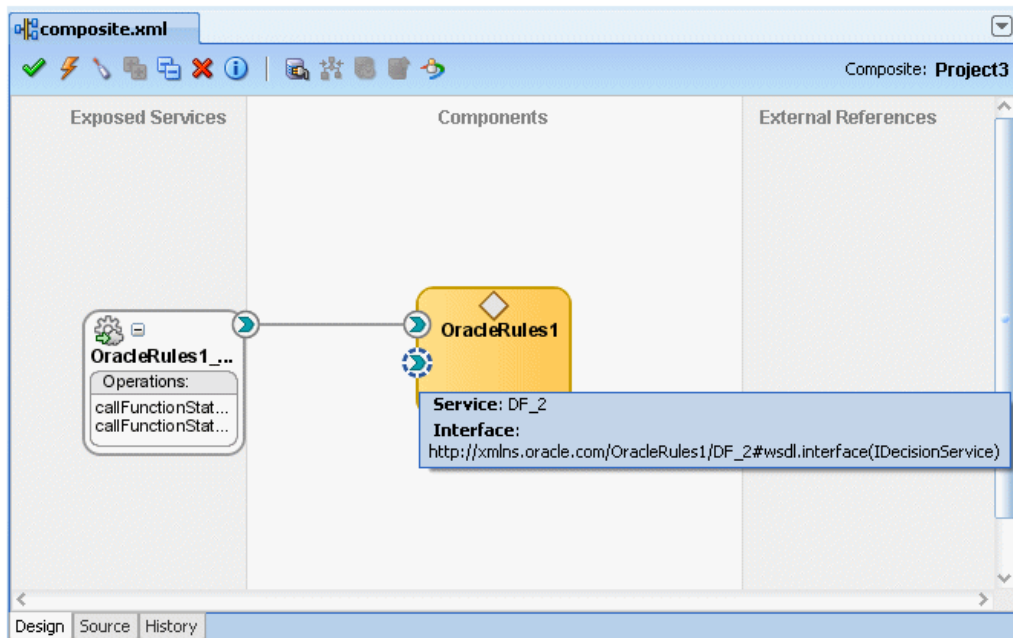 composite.xml
Composite: Project3
Exposed Services
Components
External References
OracleRules1
OracleRules1_...
Operations:
callFunctionStat...
callFunctionStat...
Service: DF_2
Interface:
http://xmlns.oracle.com/OracleRules1/DF_2#wsdl.interface(IDecisionService)
Design Source History